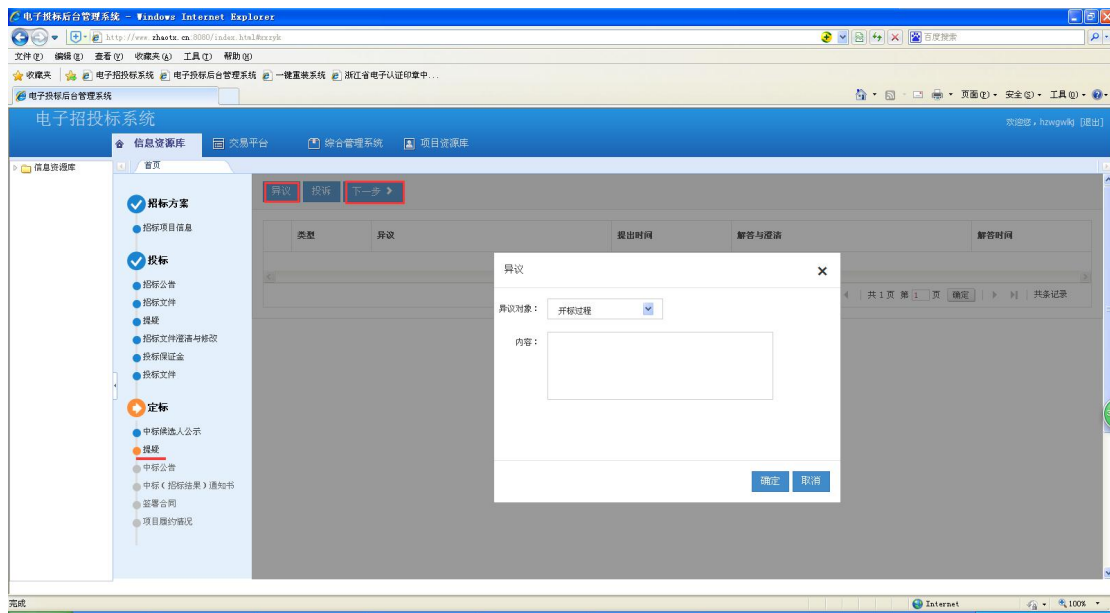 电子投标后台管理系统 - Windows Internet Explorer
http://www.zhaotx.cn:8080/index.html#xxzyk
百度搜索
文件(F) 编辑(E) 查看(V) 收藏夹(A) 工具(T) 帮助(H)
收藏夹 电子招投标系统 电子投标后台管理系统 一键重装系统 浙江省电子认证印章中...
电子投标后台管理系统
页面(P) 安全(S) 工具(O)
电子招投标系统
欢迎您,hzwgwlkj [退出]
信息资源库 交易平台 综合管理系统 项目资源库
信息资源库
首页
异议 投诉 下一步
类型 异议 提出时间 解答与澄清 解答时间
共 1 页 第 1 页 确定 共条记录
招标方案
招标项目信息
投标
招标公告
招标文件
提疑
招标文件澄清与修改
投标保证金
投标文件
定标
中标候选人公示
提疑
中标公告
中标(招标结果)通知书
签署合同
项目履约情况
异议
异议对象: 开标过程
内容:
确定 取消
完成
Internet
100%